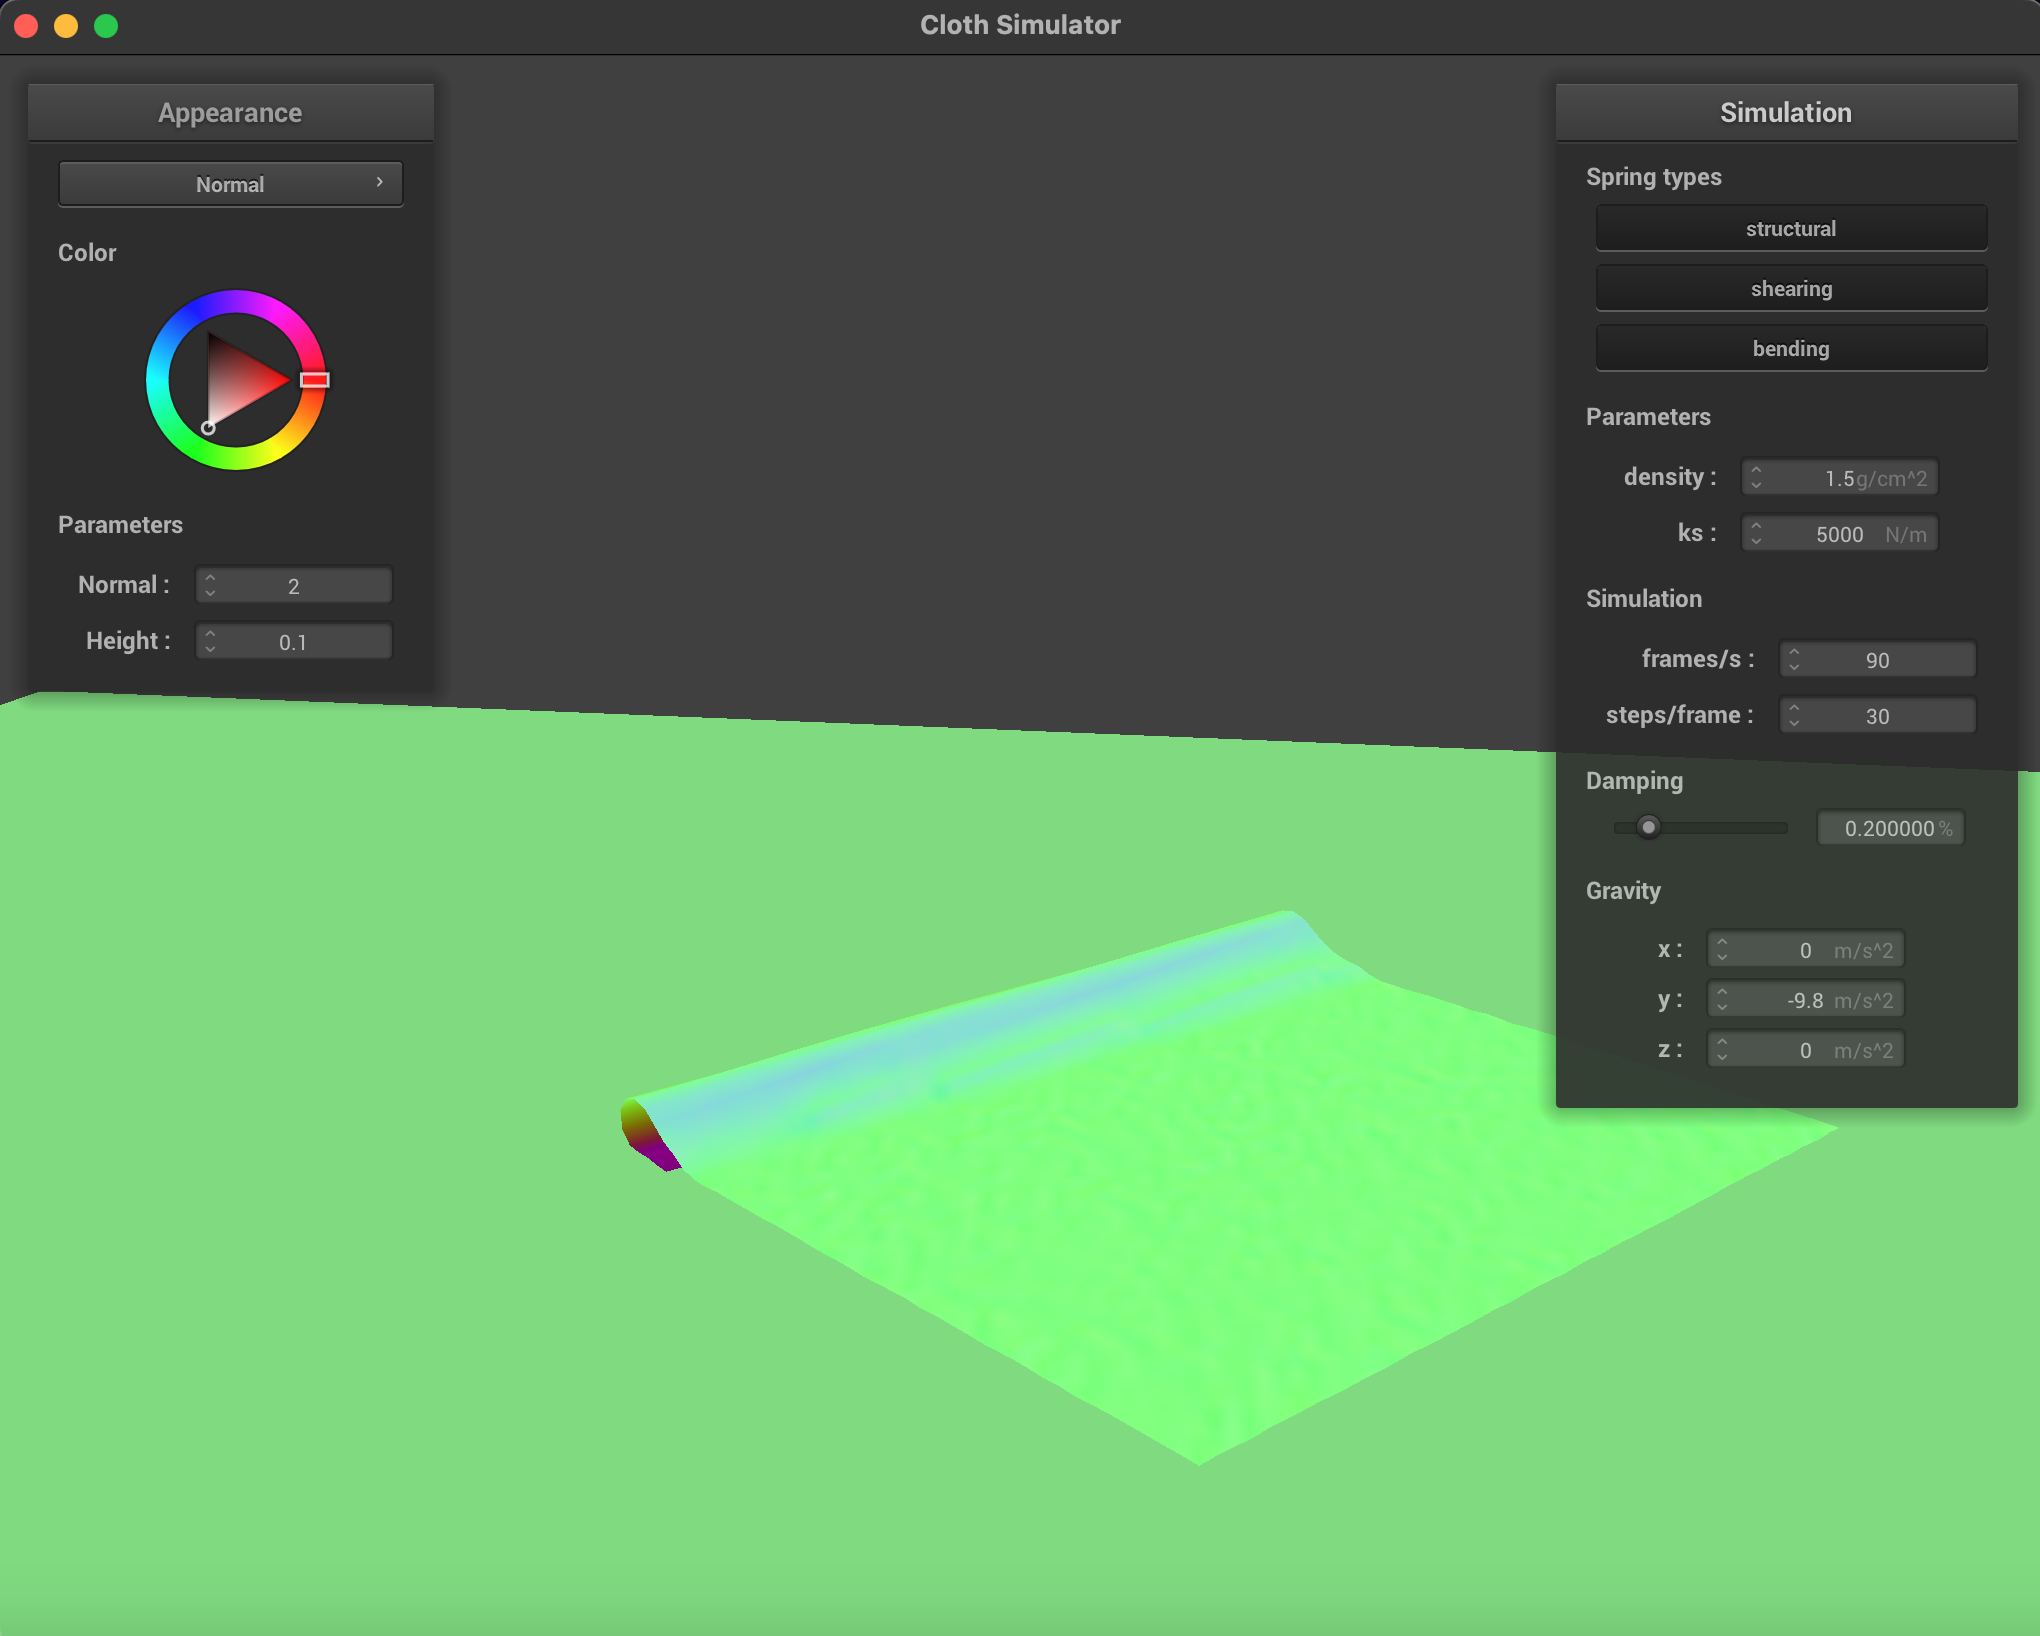 Cloth Simulator
Appearance
Normal
Color
Parameters
Normal : 2
Height : 0.1
Simulation
Spring types
structural
shearing
bending
Parameters
density : 1.5 g/cm^2
ks : 5000 N/m
Simulation
frames/s : 90
steps/frame : 30
Damping
0.200000 %
Gravity
x : 0 m/s^2
y : -9.8 m/s^2
z : 0 m/s^2